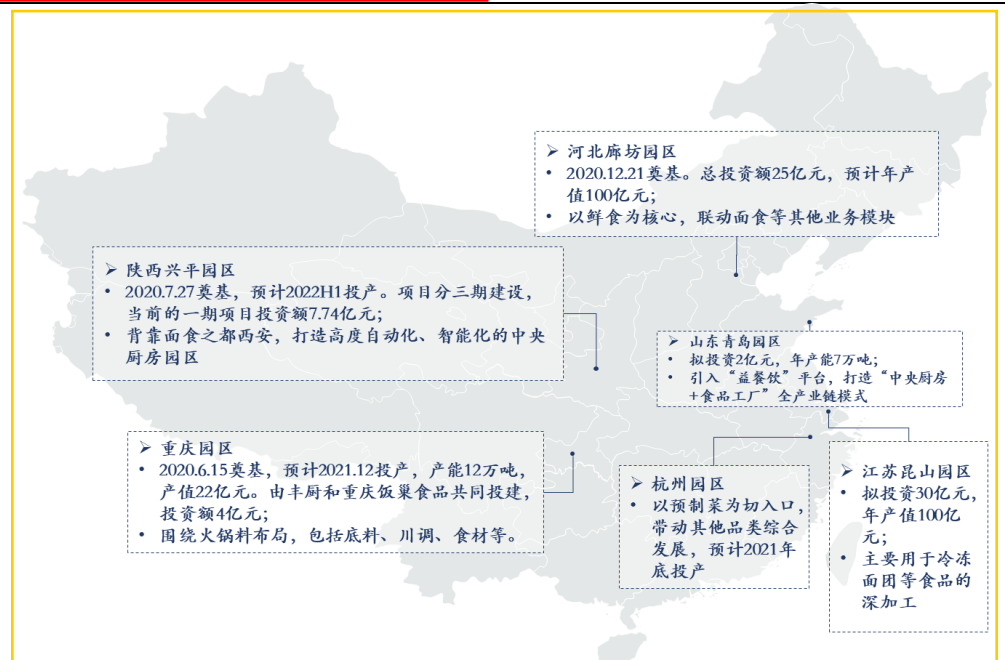 ➢ 河北廊坊园区
• 2020.12.21奠基。总投资额25亿元，预计年产
值100亿元；
• 以鲜食为核心，联动面食等其他业务模块
➢ 陕西兴平园区
• 2020.7.27奠基，预计2022H1投产。项目分三期建设，
当前的一期项目投资额7.74亿元；
• 背靠面食之都西安，打造高度自动化、智能化的中央
厨房园区
➢ 山东青岛园区
• 拟投资2亿元，年产能7万吨；
• 引入“益餐饮”平台，打造“中央厨房
+食品工厂”全产业链模式
➢ 重庆园区
• 2020.6.15奠基，预计2021.12投产，产能12万吨，
产值22亿元。由丰厨和重庆饭巢食品共同投建，
投资额4亿元；
• 围绕火锅料布局，包括底料、川调、食材等。
➢ 杭州园区
• 以预制菜为切入口，
带动其他品类综合
发展，预计2021年
底投产
➢ 江苏昆山园区
• 拟投资30亿元，
年产值100亿
元；
• 主要用于冷冻
面团等食品的
深加工